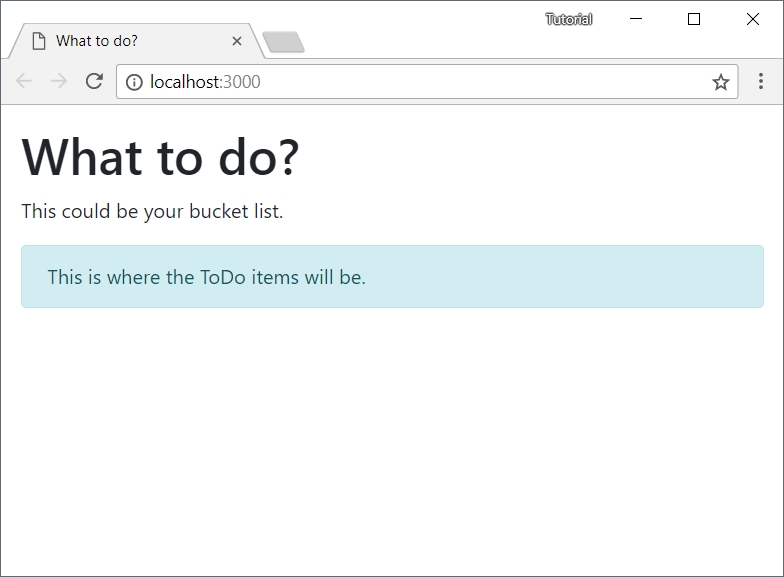 Tutorial
What to do?
localhost:3000
What to do?
This could be your bucket list.
This is where the ToDo items will be.